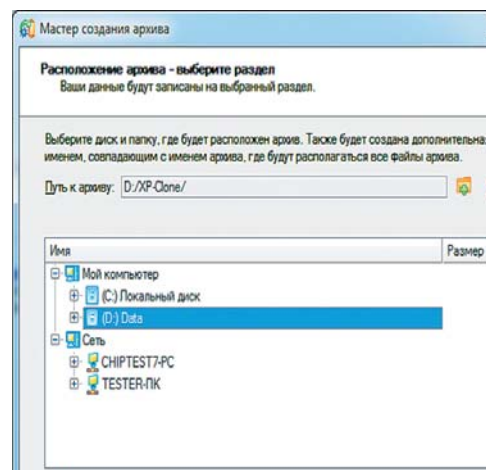 Мастер создания архива
Расположение архива - выберите раздел
Ваши данные будут записаны на выбранный раздел.
Выберите диск и папку, где будет расположен архив. Также будет создана дополнительная
именем, совпадающим с именем архива, где будут располагаться все файлы архива.
Путь к архиву: D:/XP-Clone/
Имя Размер
Мой компьютер
(C:) Локальный диск
(D:) Data
Сеть
CHIPTEST7-PC
TESTER-ПК